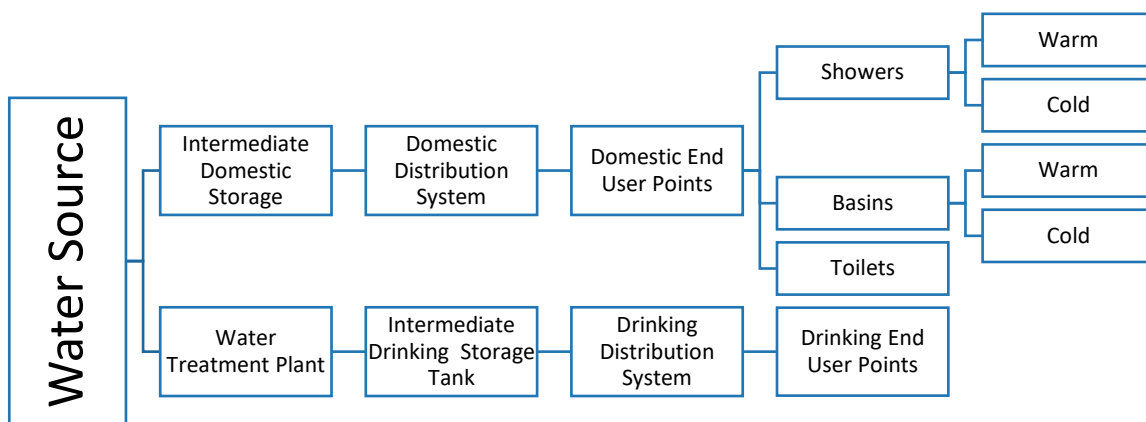 Water Source
Intermediate
Domestic
Storage
Domestic
Distribution
System
Domestic End
User Points
Showers
Warm
Cold
Basins
Warm
Cold
Toilets
Water
Treatment Plant
Intermediate
Drinking Storage
Tank
Drinking
Distribution
System
Drinking End
User Points